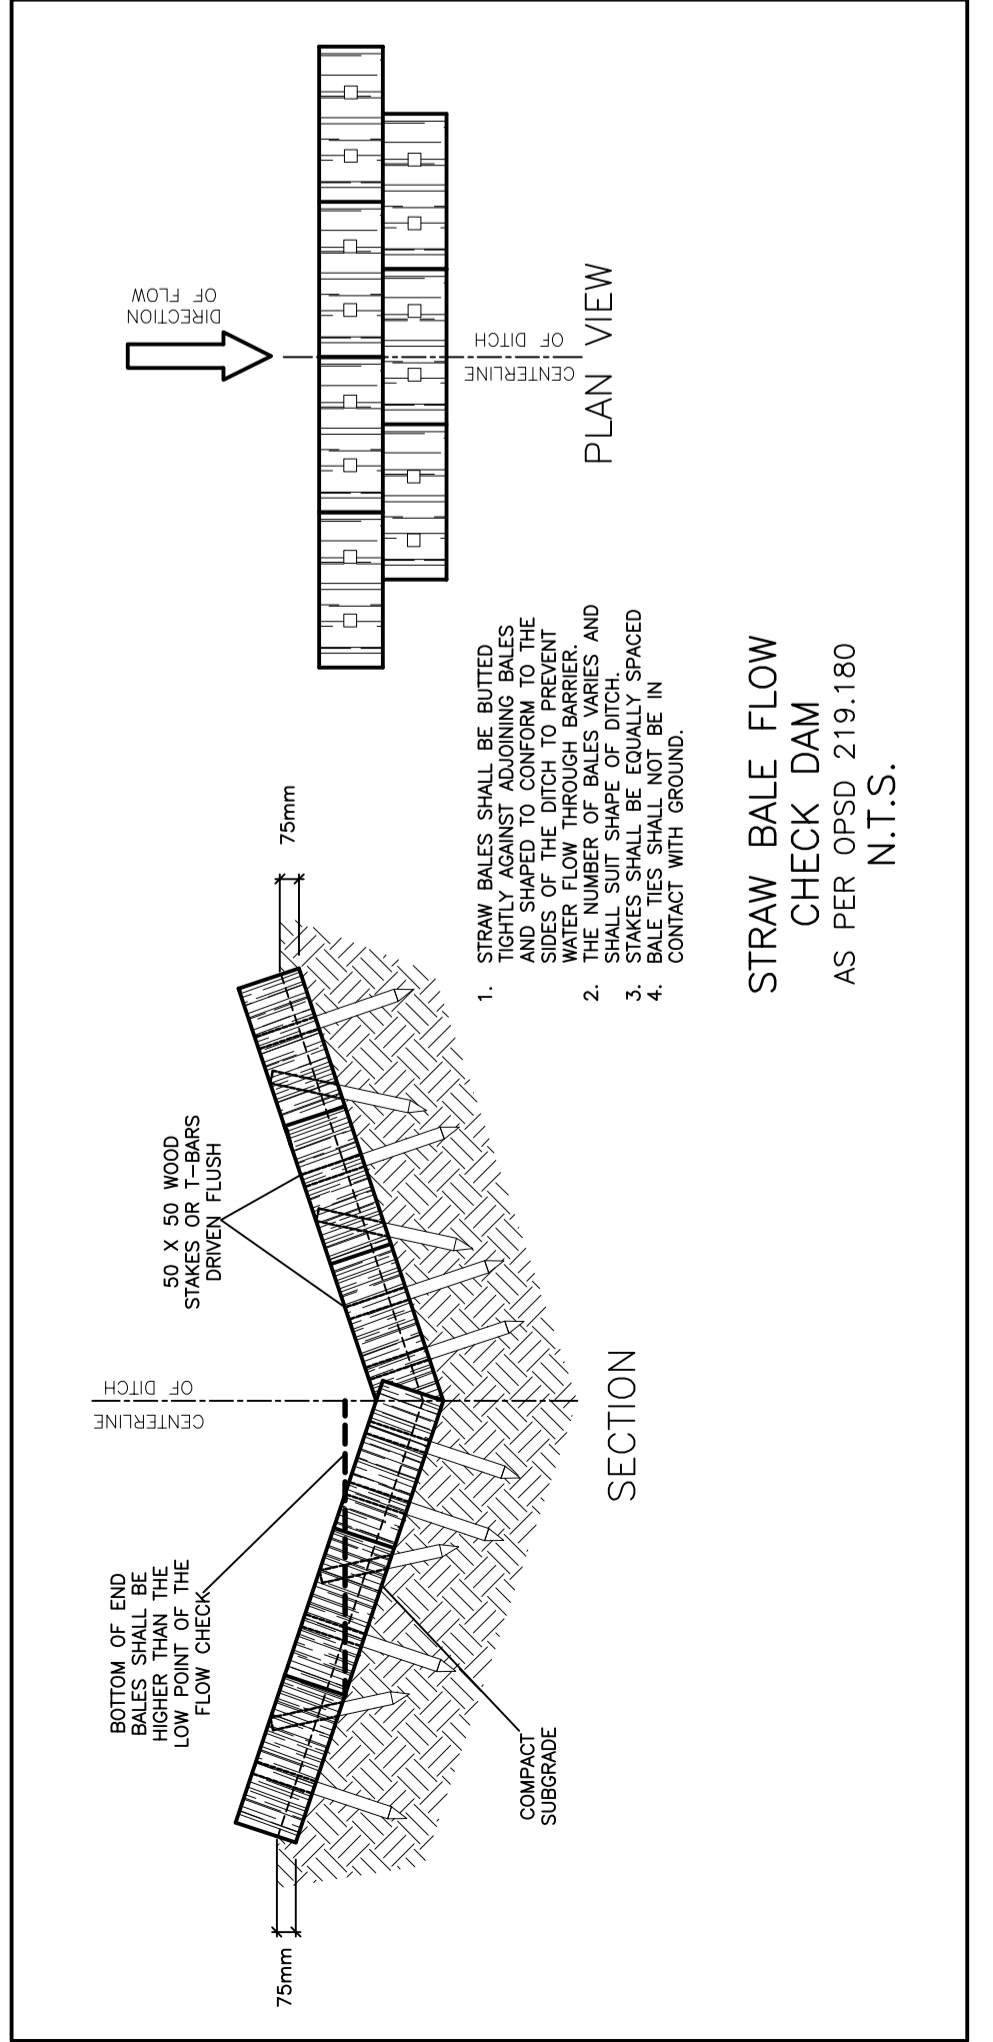 BOTTOM OF END
BALES SHALL BE
HIGHER THAN THE
LOW POINT OF THE
FLOW CHECK
CENTERLINE
OF DITCH
50 X 50 WOOD
STAKES OR T-BARS
DRIVEN FLUSH
75mm
75mm
COMPACT
SUBGRADE
SECTION
DIRECTION
OF FLOW
CENTERLINE
OF DITCH
PLAN VIEW
1. STRAW BALES SHALL BE BUTTED
TIGHTLY AGAINST ADJOINING BALES
AND SHAPED TO CONFORM TO THE
SIDES OF THE DITCH TO PREVENT
WATER FLOW THROUGH BARRIER.
2. THE NUMBER OF BALES VARIES AND
SHALL SUIT SHAPE OF DITCH.
3. STAKES SHALL BE EQUALLY SPACED
4. BALE TIES SHALL NOT BE IN
CONTACT WITH GROUND.
STRAW BALE FLOW
CHECK DAM
AS PER OPSD 219.180
N.T.S.